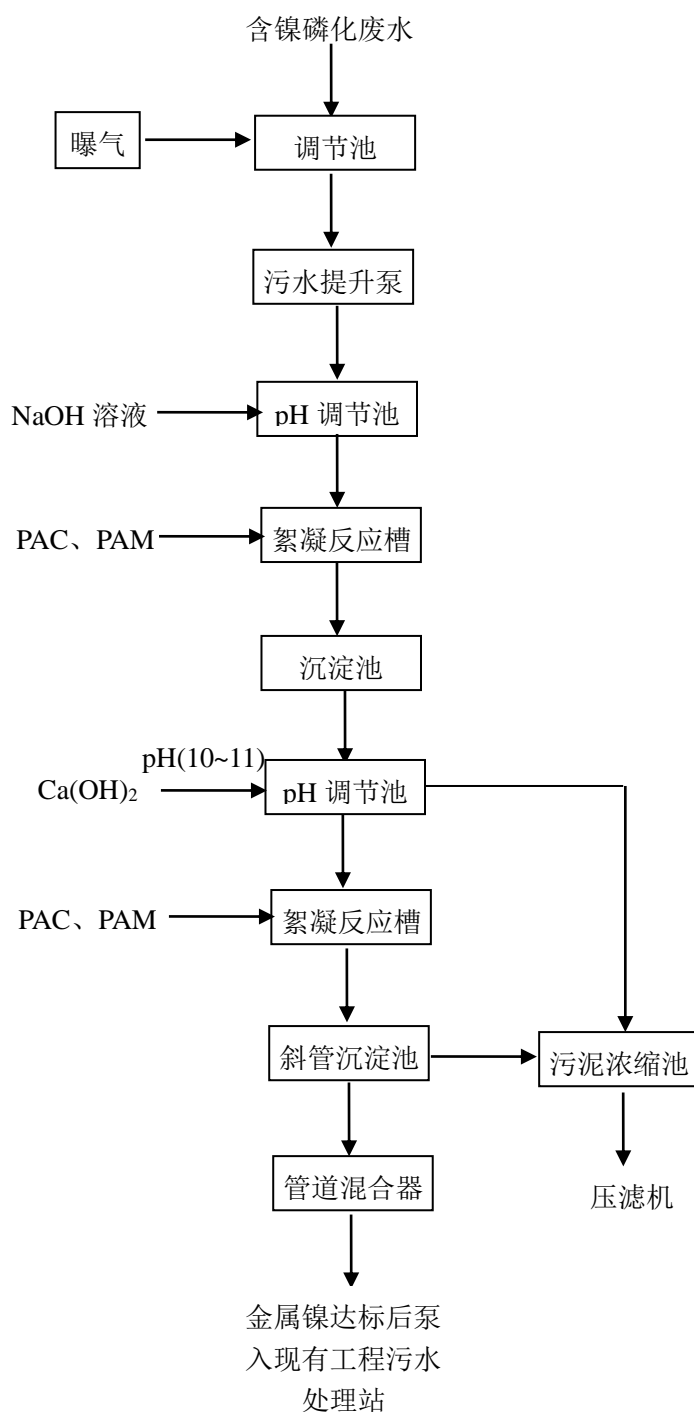 含镍磷化废水
曝气
调节池
污水提升泵
NaOH 溶液
pH 调节池
PAC、PAM
絮凝反应槽
沉淀池
pH(10~11)
Ca(OH)₂
pH 调节池
PAC、PAM
絮凝反应槽
斜管沉淀池
污泥浓缩池
管道混合器
压滤机
金属镍达标后泵
入现有工程污水
处理站